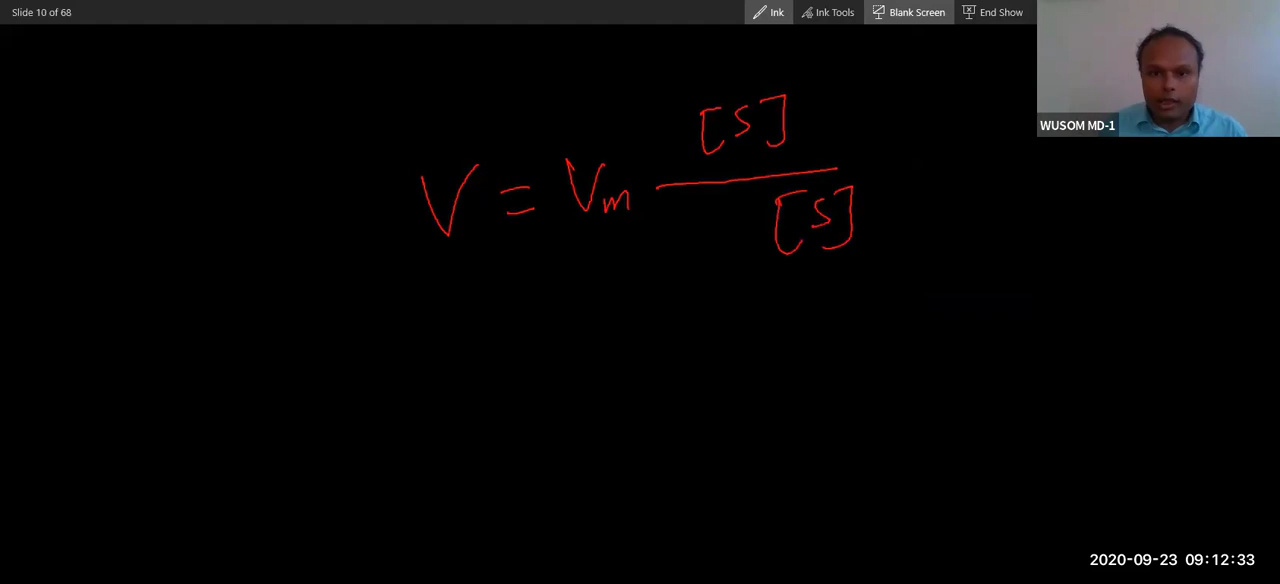 Slide 10 of 68
Ink
Ink Tools
Blank Screen
End Show
WUSOM MD-1
[S]
V = Vm
[S]
2020-09-23 09:12:33